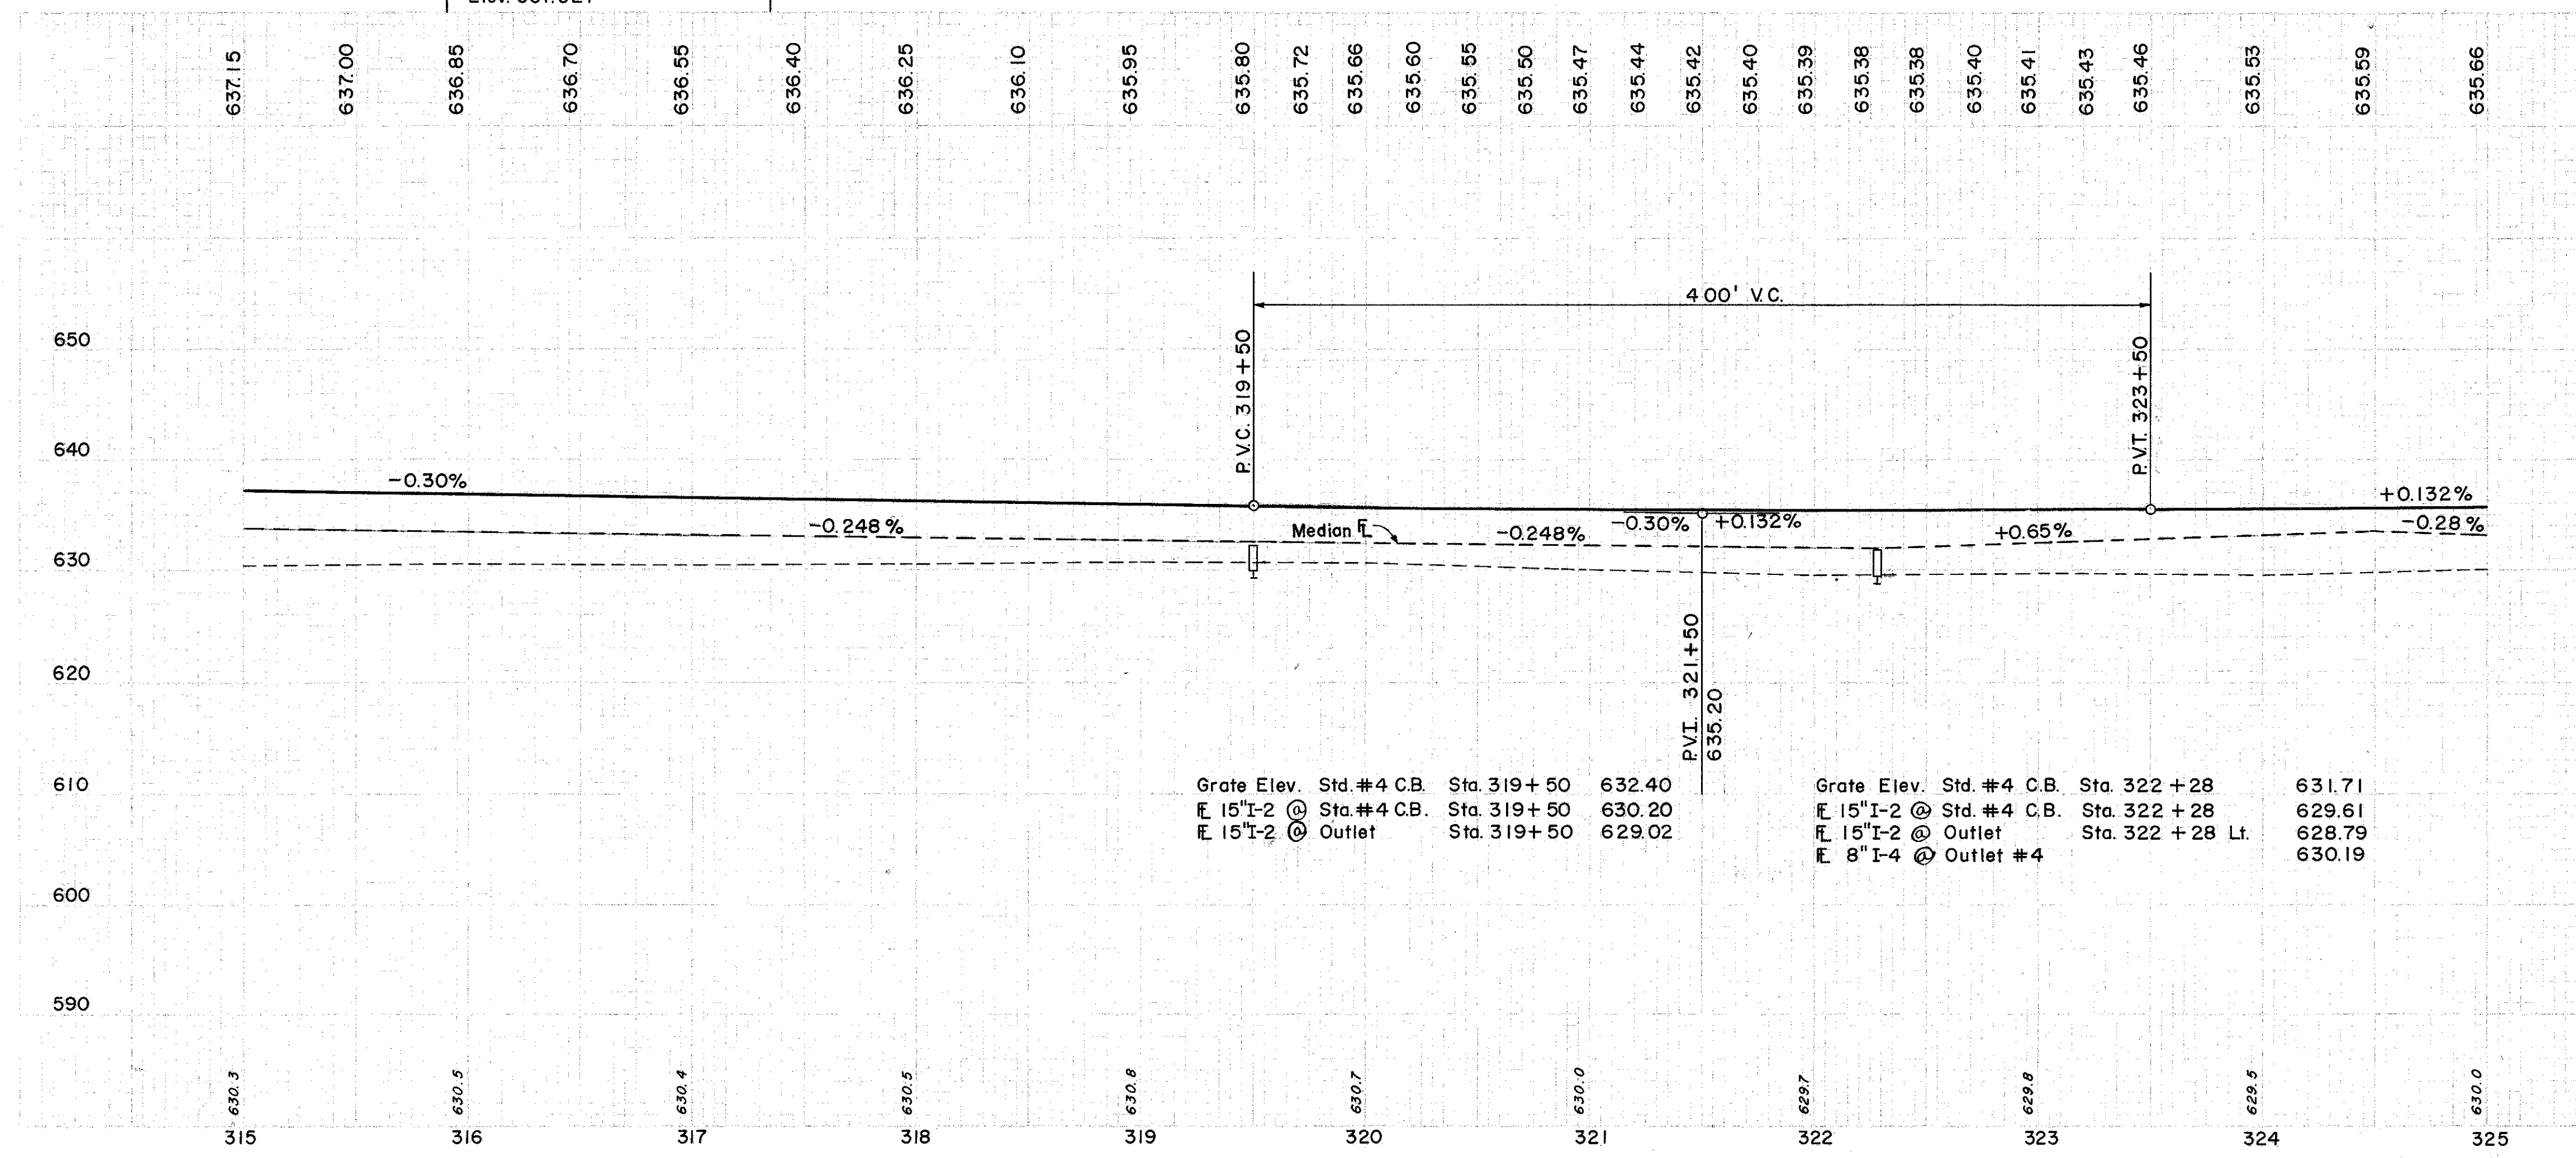 637.15 637.00 636.85 636.70 636.55 636.40 636.25 636.10 635.95 635.80 635.72 635.66 635.60 635.55 635.50 635.47 635.44 635.42 635.40 635.39 635.38 635.38 635.40 635.41 635.43 635.46 635.53 635.59 635.66
400' V.C.
P.V.C. 319+50
P.V.T. 323+50
650
640
630
620
610
600
590
-0.30%
+0.132%
-0.248%
Median FL
-0.248%
-0.30%
+0.132%
+0.65%
-0.28%
P.V.I. 321+50
635.20
Grate Elev. Std.#4 C.B. Sta. 319+50 632.40
FL 15"I-2 @ Sta.#4 C.B. Sta. 319+50 630.20
FL 15"I-2 @ Outlet Sta. 319+50 629.02
Grate Elev. Std.#4 C.B. Sta. 322+28 631.71
FL 15"I-2 @ Std.#4 C.B. Sta. 322+28 629.61
FL 15"I-2 @ Outlet Sta. 322+28 Lt. 628.79
FL 8"I-4 @ Outlet #4 630.19
630.3 630.5 630.4 630.5 630.8 630.7 630.0 629.7 629.8 629.5 630.0
315 316 317 318 319 320 321 322 323 324 325